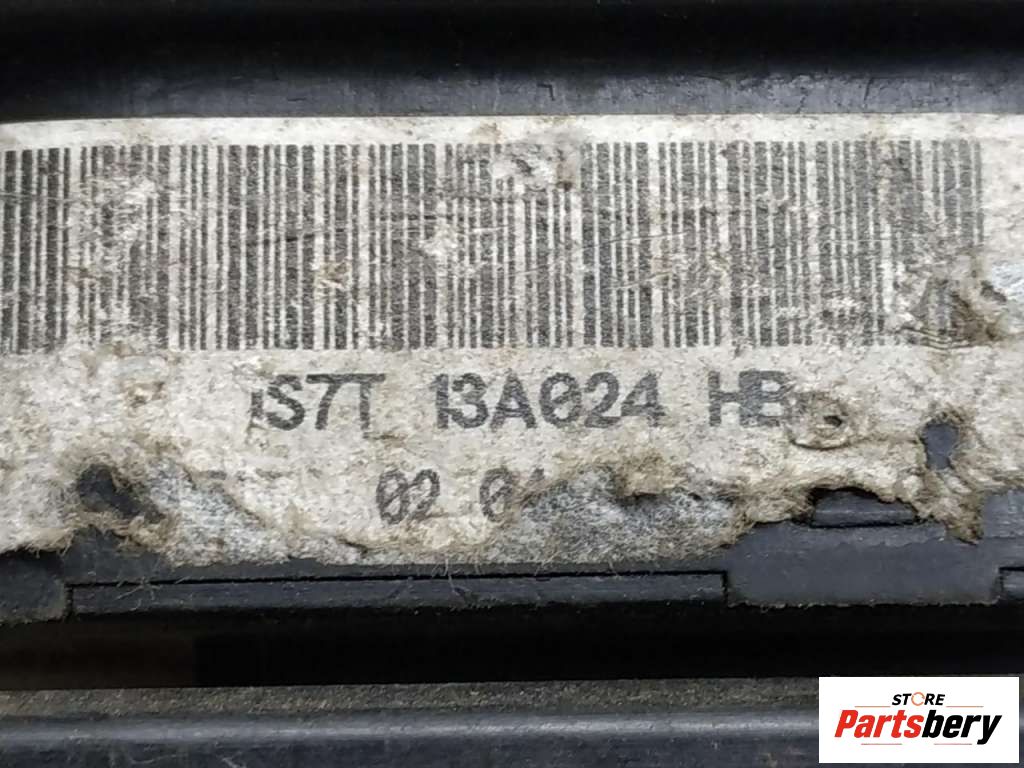 1S7T 13A024 HB
02
STORE
Partsbery